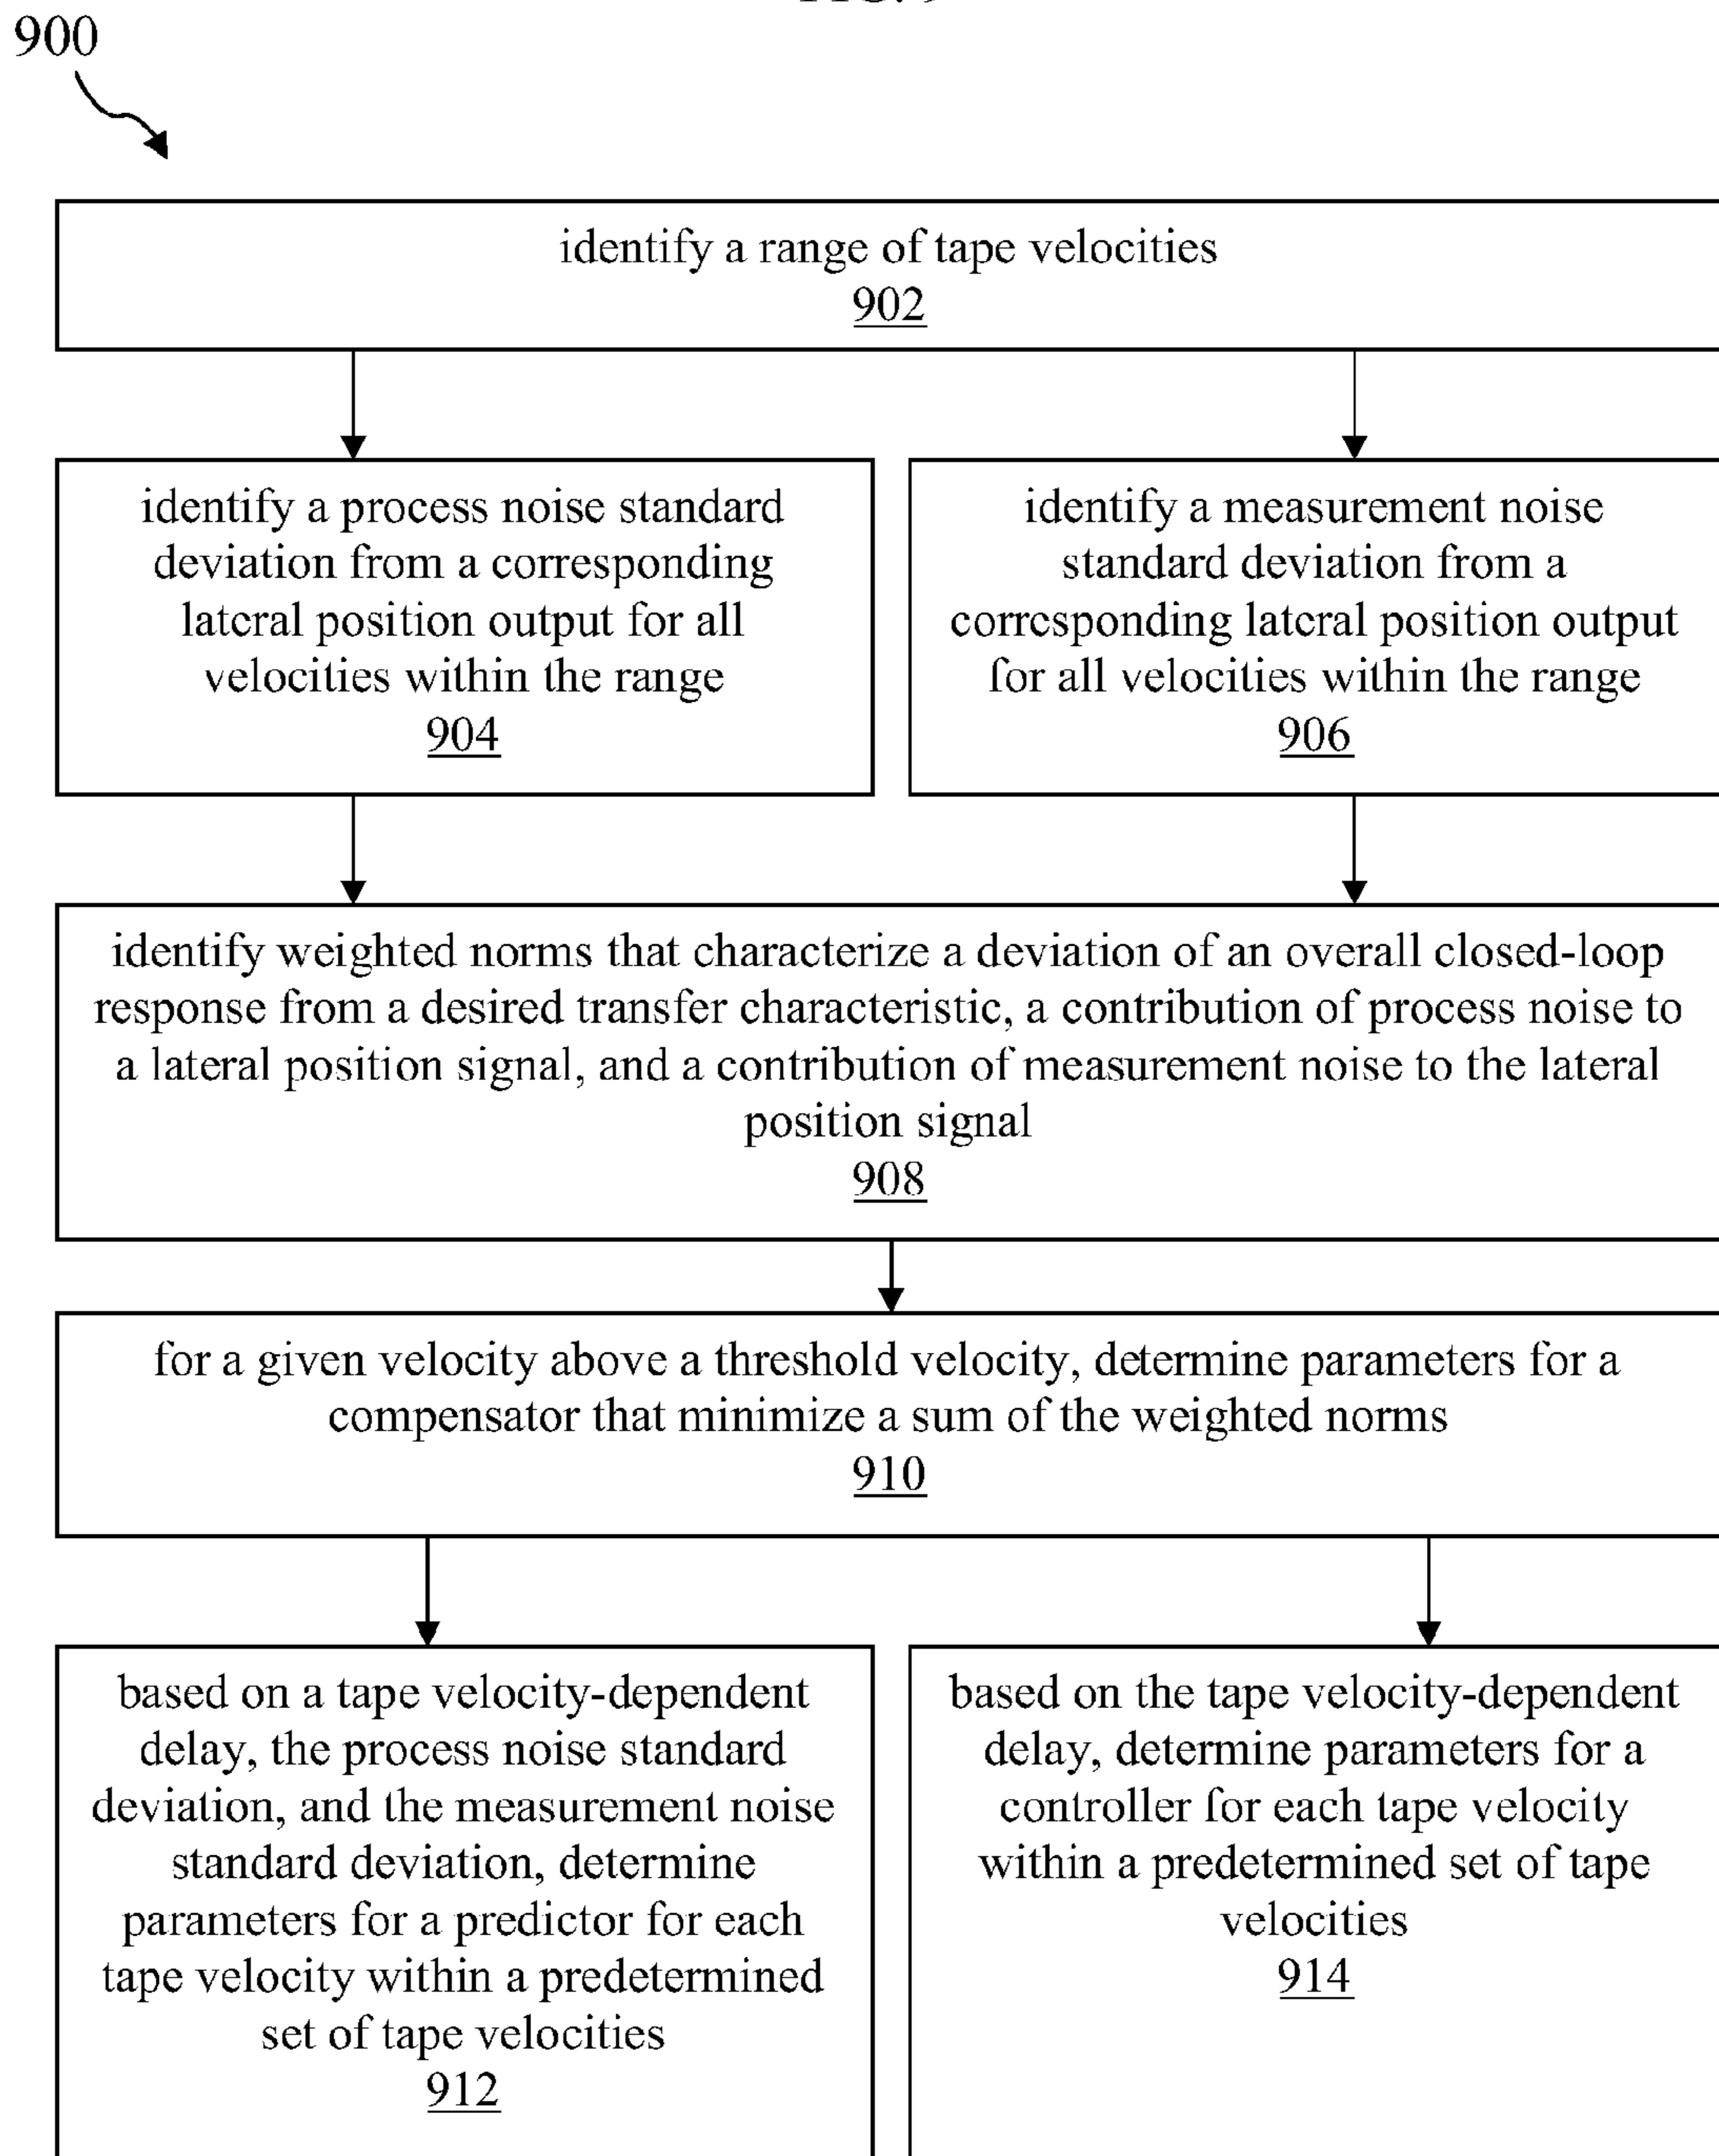 900
identify a range of tape velocities
902
identify a process noise standard
deviation from a corresponding
lateral position output for all
velocities within the range
904
identify a measurement noise
standard deviation from a
corresponding lateral position output
for all velocities within the range
906
identify weighted norms that characterize a deviation of an overall closed-loop
response from a desired transfer characteristic, a contribution of process noise to
a lateral position signal, and a contribution of measurement noise to the lateral
position signal
908
for a given velocity above a threshold velocity, determine parameters for a
compensator that minimize a sum of the weighted norms
910
based on a tape velocity-dependent
delay, the process noise standard
deviation, and the measurement noise
standard deviation, determine
parameters for a predictor for each
tape velocity within a predetermined
set of tape velocities
912
based on the tape velocity-dependent
delay, determine parameters for a
controller for each tape velocity
within a predetermined set of tape
velocities
914